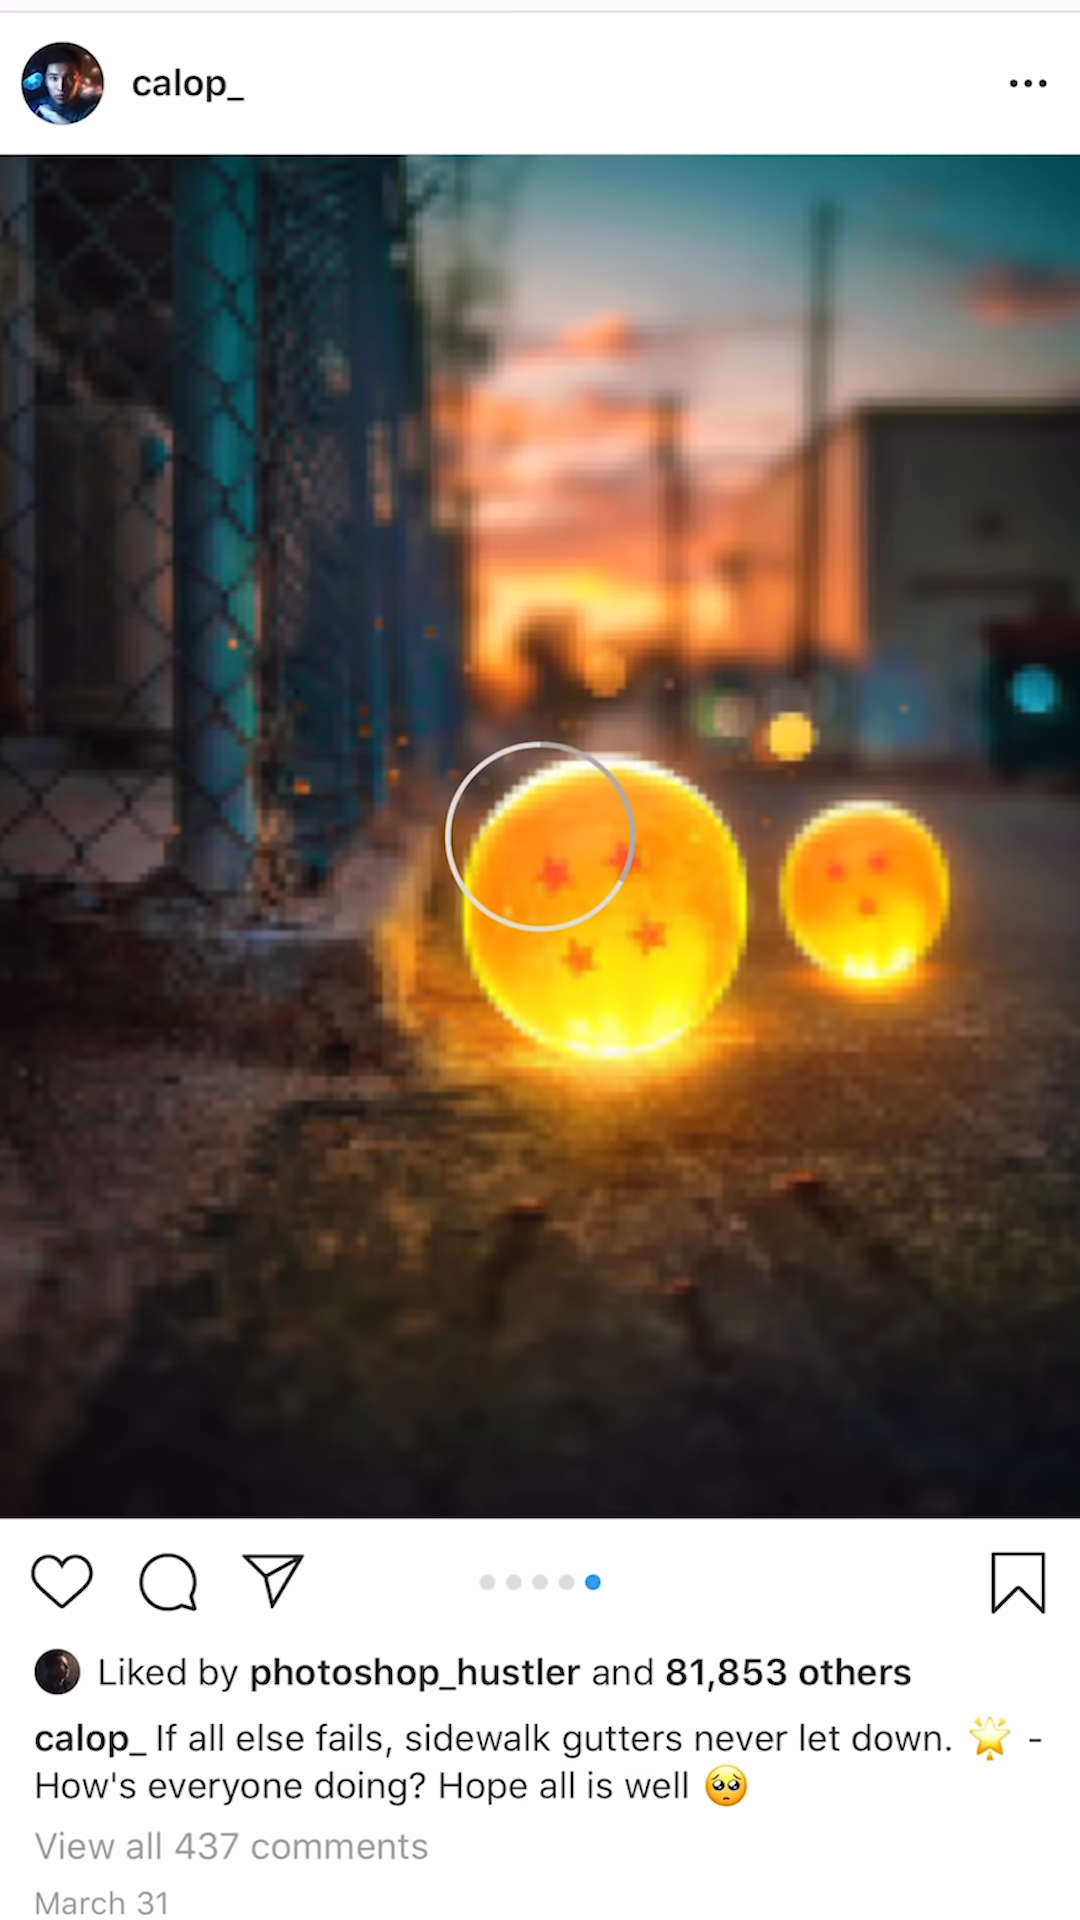 calop_
Liked by photoshop_hustler and 81,853 others
calop_ If all else fails, sidewalk gutters never let down. 🌟 -
How's everyone doing? Hope all is well 🥺
View all 437 comments
March 31